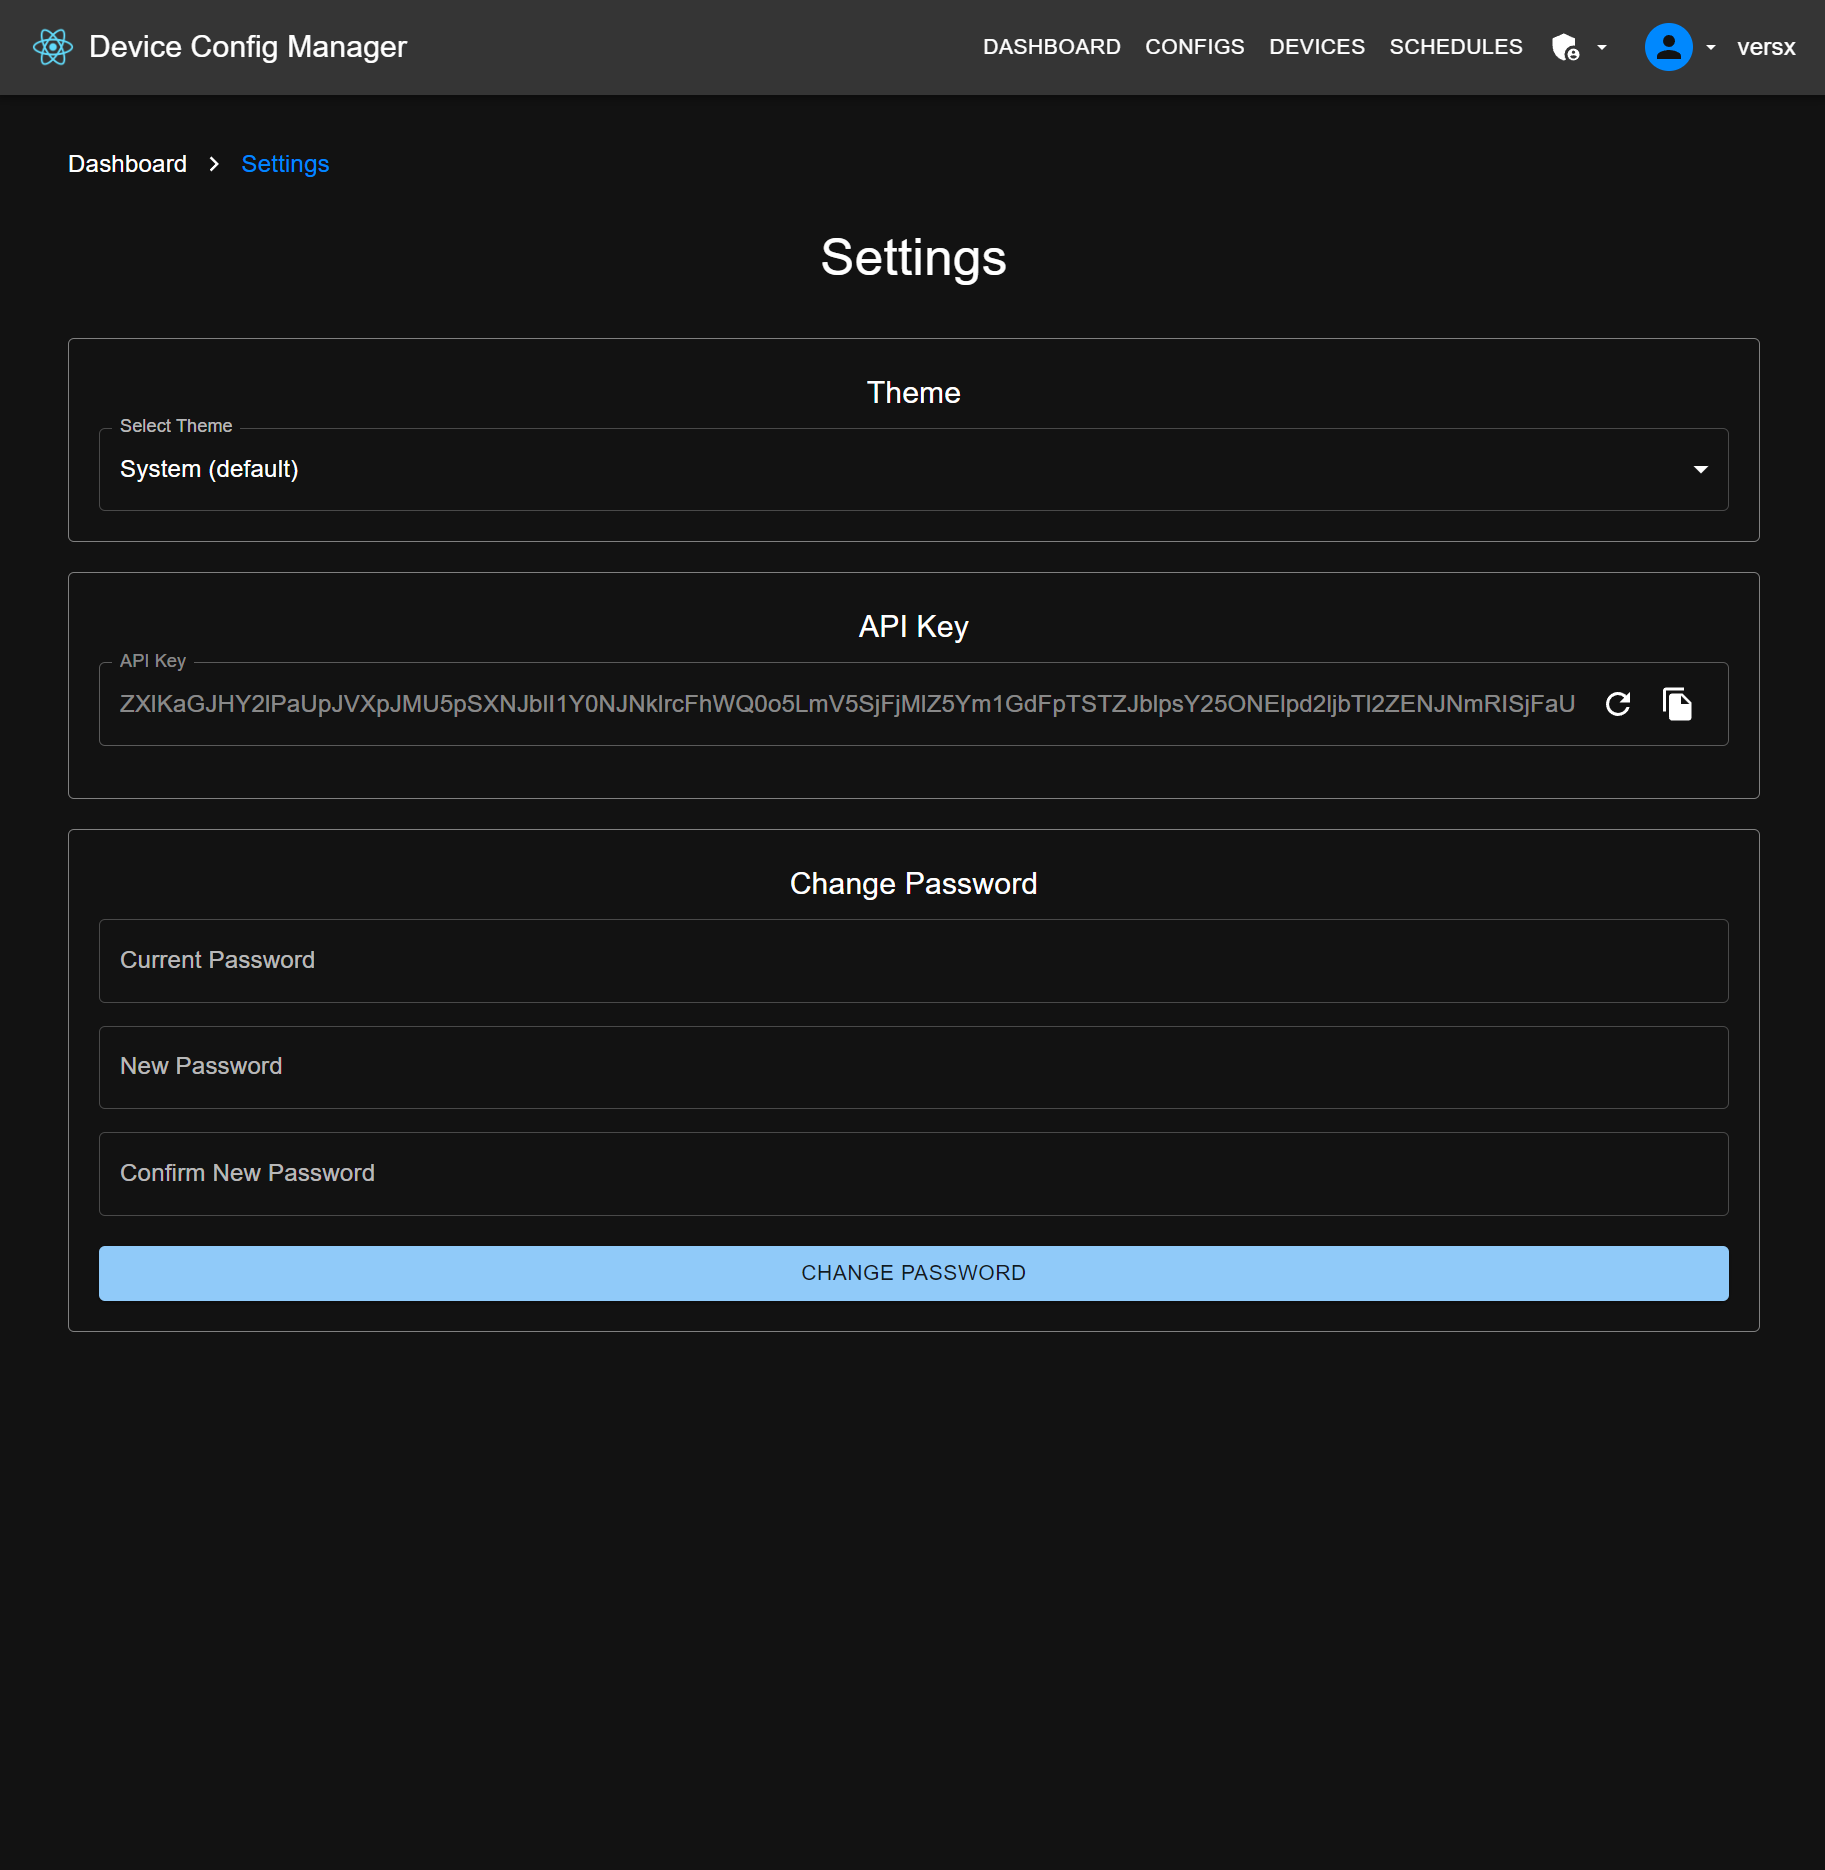 Device Config Manager
DASHBOARD CONFIGS DEVICES SCHEDULES versx
Dashboard > Settings
Settings
Theme
Select Theme
System (default)
API Key
API Key
Change Password
Current Password
New Password
Confirm New Password
CHANGE PASSWORD